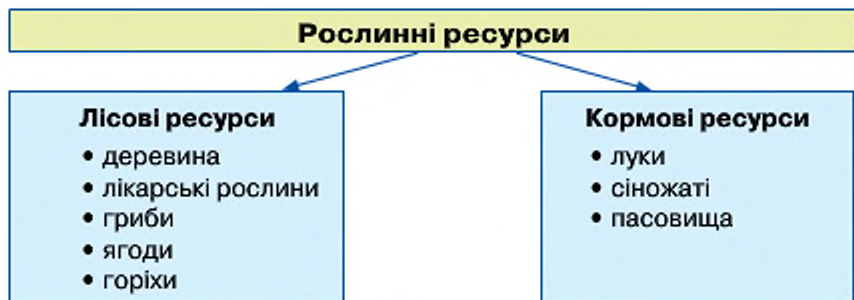 Рослинні ресурси
Лісові ресурси
• деревина
• лікарські рослини
• гриби
• ягоди
• горіхи
Кормові ресурси
• луки
• сіножаті
• пасовища